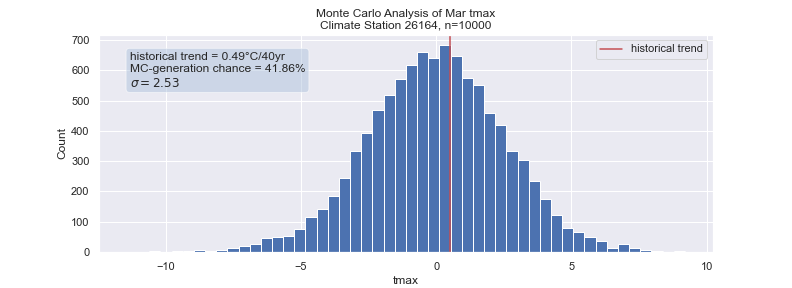 Monte Carlo Analysis of Mar tmax
Climate Station 26164, n=10000
historical trend = 0.49°C/40yr
MC-generation chance = 41.86%
σ = 2.53
historical trend
700
600
500
400
300
200
100
0
Count
−10
−5
0
5
10
tmax